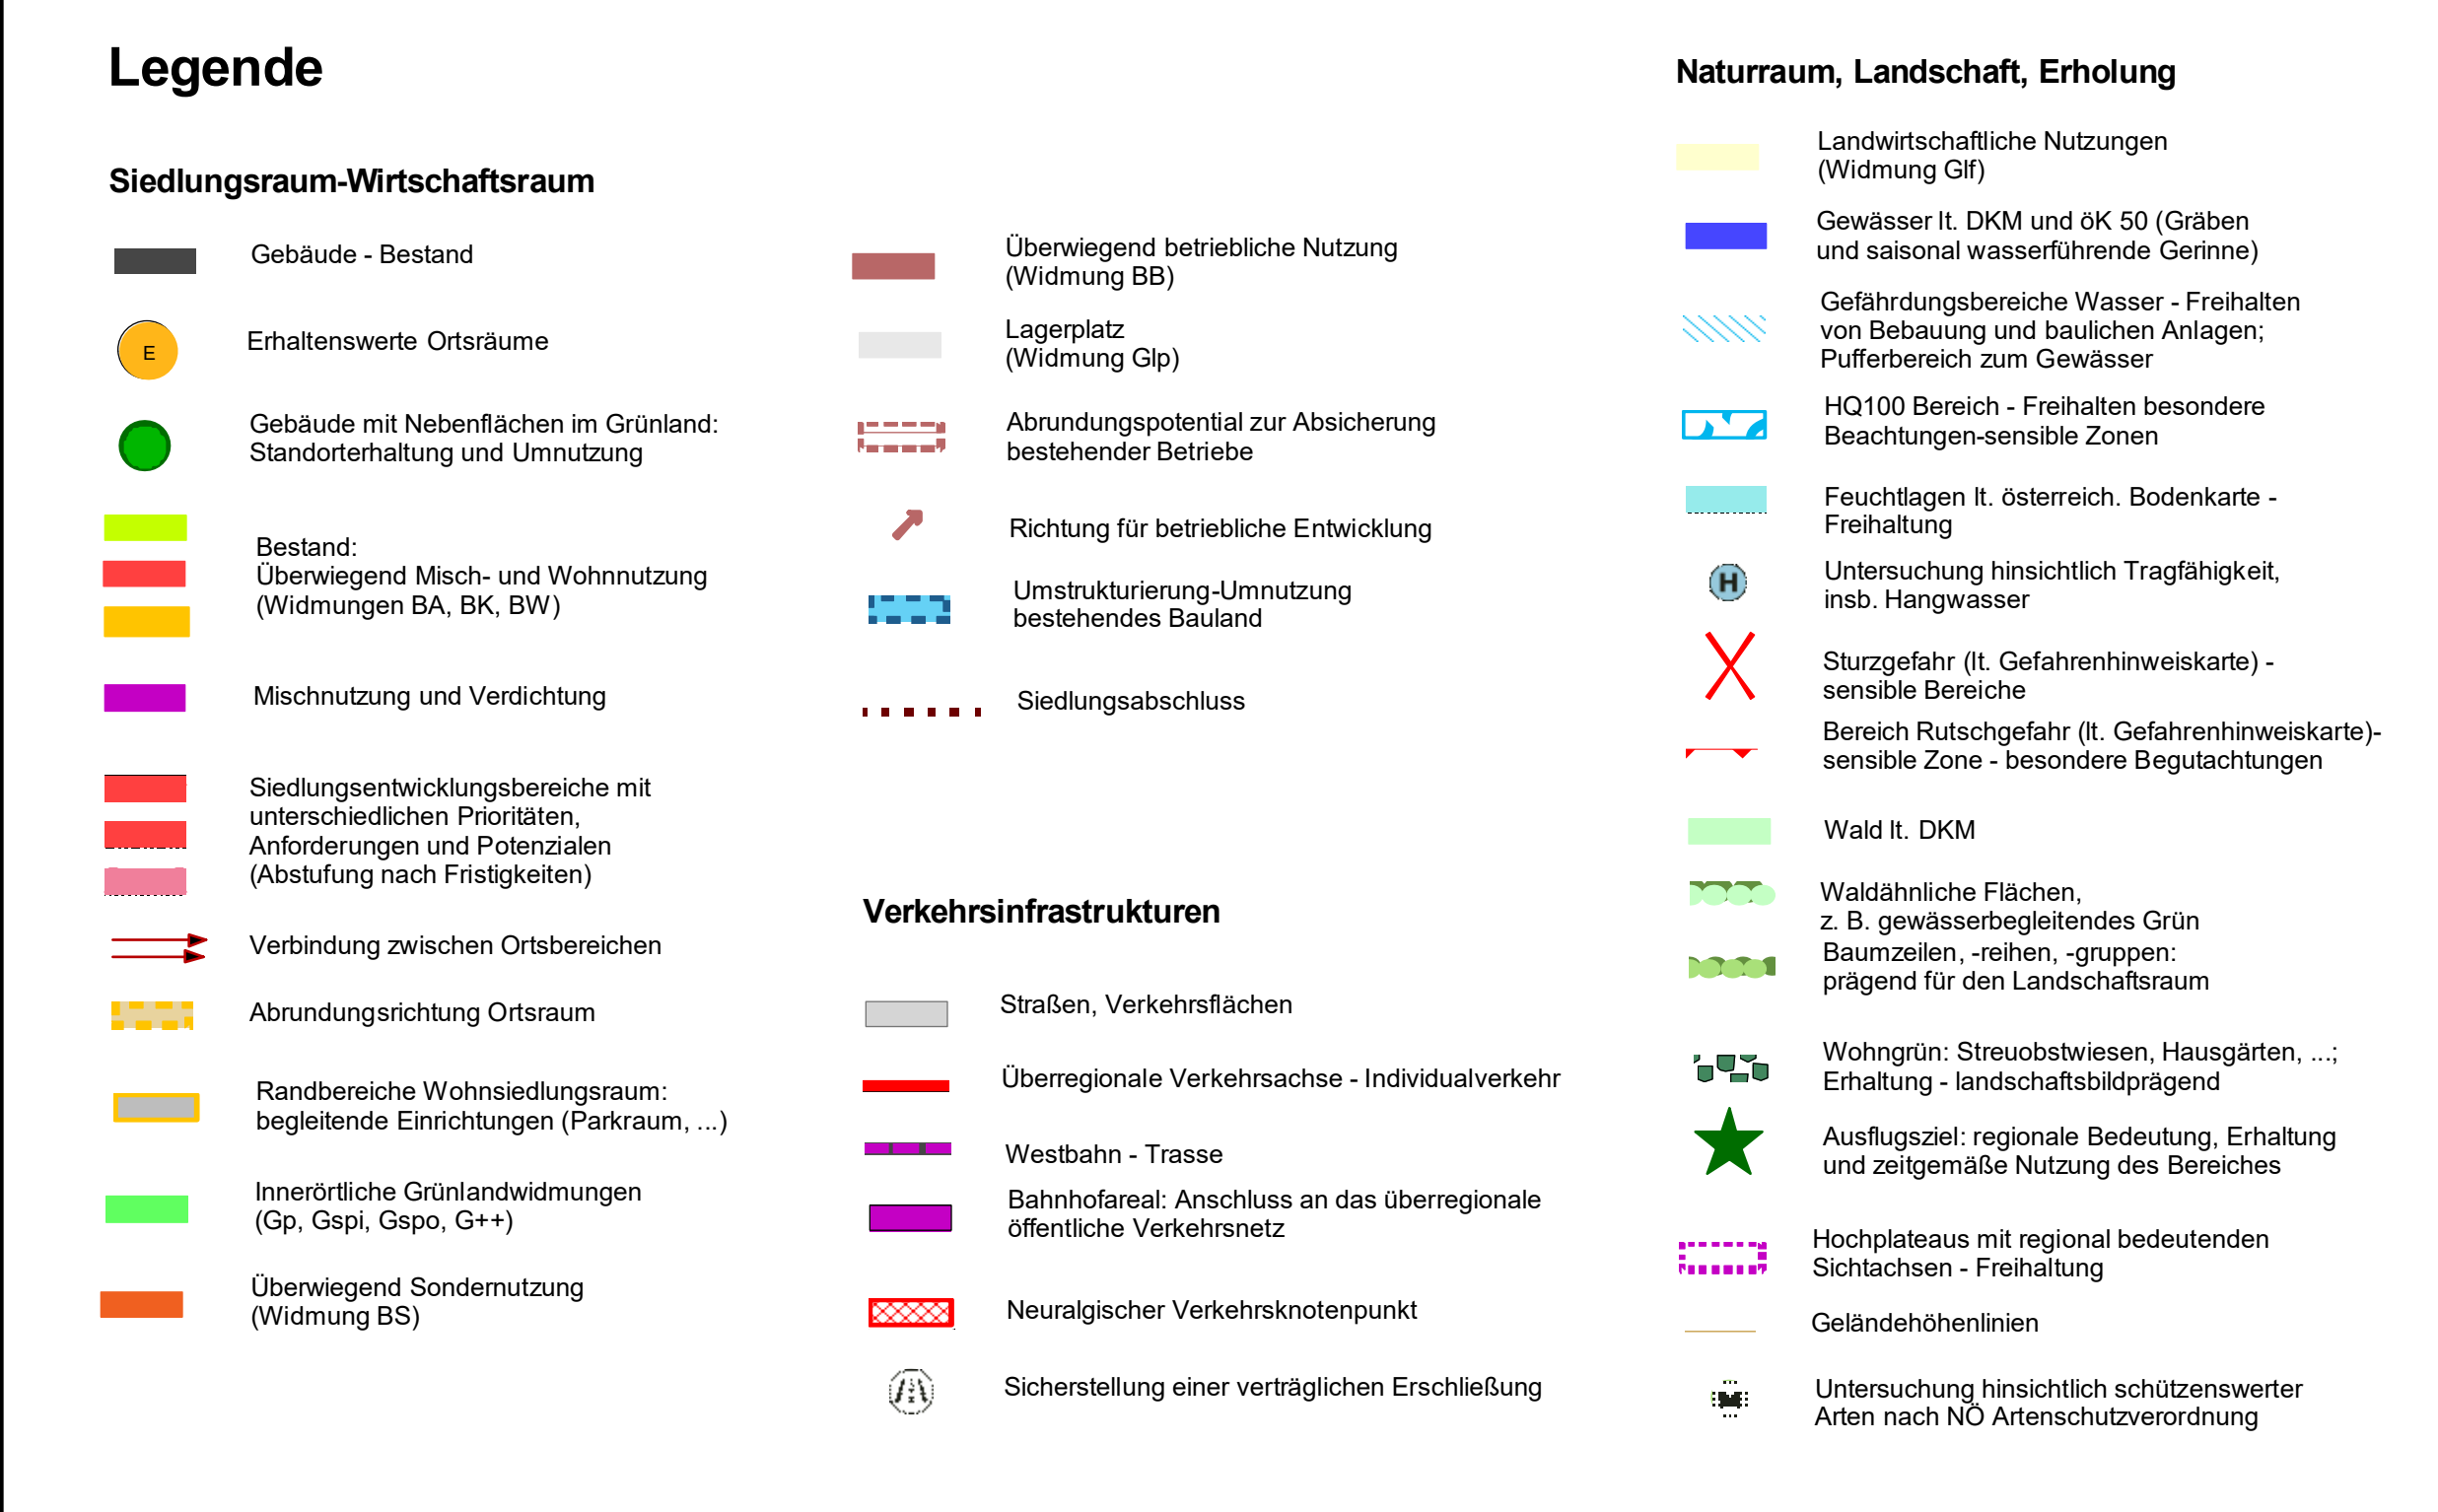 Legende
Siedlungsraum-Wirtschaftsraum
Gebäude - Bestand
E
Erhaltenswerte Ortsräume
Gebäude mit Nebenflächen im Grünland:
Standorterhaltung und Umnutzung
Bestand:
Überwiegend Misch- und Wohnnutzung
(Widmungen BA, BK, BW)
Mischnutzung und Verdichtung
Siedlungsentwicklungsbereiche mit
unterschiedlichen Prioritäten,
Anforderungen und Potenzialen
(Abstufung nach Fristigkeiten)
Verbindung zwischen Ortsbereichen
Abrundungsrichtung Ortsraum
Randbereiche Wohnsiedlungsraum:
begleitende Einrichtungen (Parkraum, ...)
Innerörtliche Grünlandwidmungen
(Gp, Gspi, Gspo, G++)
Überwiegend Sondernutzung
(Widmung BS)
Überwiegend betriebliche Nutzung
(Widmung BB)
Lagerplatz
(Widmung Glp)
Abrundungspotential zur Absicherung
bestehender Betriebe
Richtung für betriebliche Entwicklung
Umstrukturierung-Umnutzung
bestehendes Bauland
Siedlungsabschluss
Verkehrsinfrastrukturen
Straßen, Verkehrsflächen
Überregionale Verkehrsachse - Individualverkehr
Westbahn - Trasse
Bahnhofareal: Anschluss an das überregionale
öffentliche Verkehrsnetz
Neuralgischer Verkehrsknotenpunkt
Sicherstellung einer verträglichen Erschließung
Naturraum, Landschaft, Erholung
Landwirtschaftliche Nutzungen
(Widmung Glf)
Gewässer lt. DKM und öK 50 (Gräben
und saisonal wasserführende Gerinne)
Gefährdungsbereiche Wasser - Freihalten
von Bebauung und baulichen Anlagen;
Pufferbereich zum Gewässer
HQ100 Bereich - Freihalten besondere
Beachtungen-sensible Zonen
Feuchtlagen lt. österreich. Bodenkarte -
Freihaltung
H
Untersuchung hinsichtlich Tragfähigkeit,
insb. Hangwasser
Sturzgefahr (lt. Gefahrenhinweiskarte) -
sensible Bereiche
Bereich Rutschgefahr (lt. Gefahrenhinweiskarte)-
sensible Zone - besondere Begutachtungen
Wald lt. DKM
Waldähnliche Flächen,
z. B. gewässerbegleitendes Grün
Baumzeilen, -reihen, -gruppen:
prägend für den Landschaftsraum
Wohngrün: Streuobstwiesen, Hausgärten, ...;
Erhaltung - landschaftsbildprägend
Ausflugsziel: regionale Bedeutung, Erhaltung
und zeitgemäße Nutzung des Bereiches
Hochplateaus mit regional bedeutenden
Sichtachsen - Freihaltung
Geländehöhenlinien
Untersuchung hinsichtlich schützenswerter
Arten nach NÖ Artenschutzverordnung